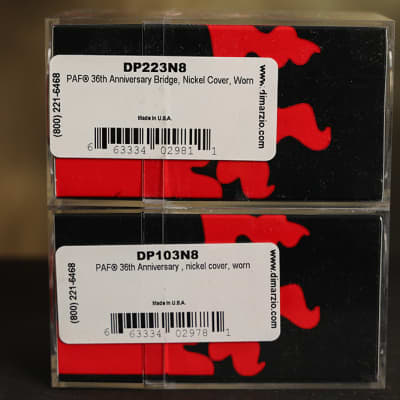 DP223N8
PAF® 36th Anniversary Bridge, Nickel Cover, Worn
(800) 221-6468
www.dimarzio.com
Made in U.S.A.
6 63334 02981 1
DP103N8
PAF® 36th Anniversary , nickel cover, worn
(800) 221-6468
www.dimarzio.com
Made in U.S.A.
6 63334 02978 1